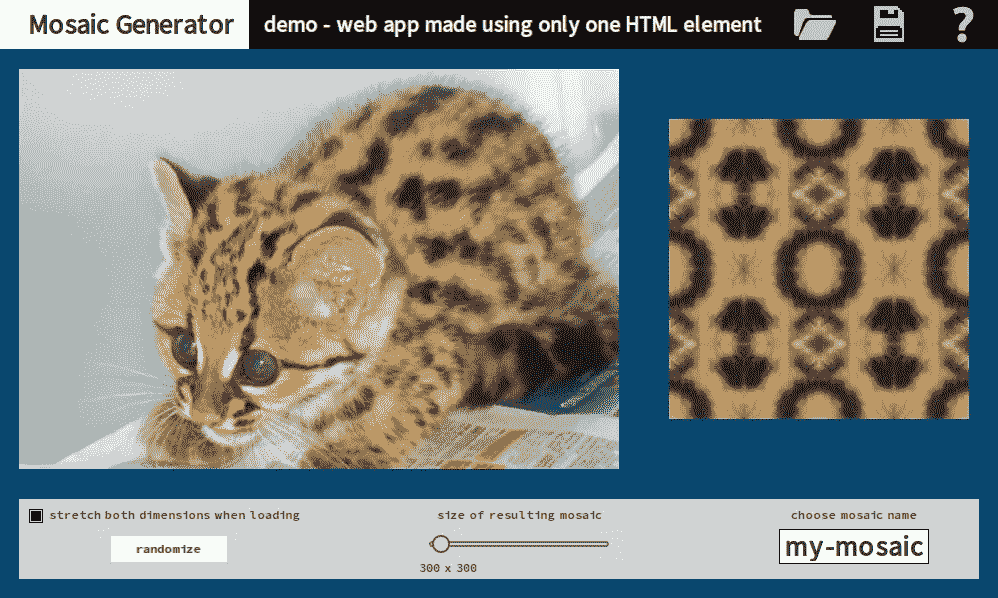 Mosaic Generator
demo - web app made using only one HTML element
?
stretch both dimensions when loading
randomize
size of resulting mosaic
300 x 300
choose mosaic name
my-mosaic